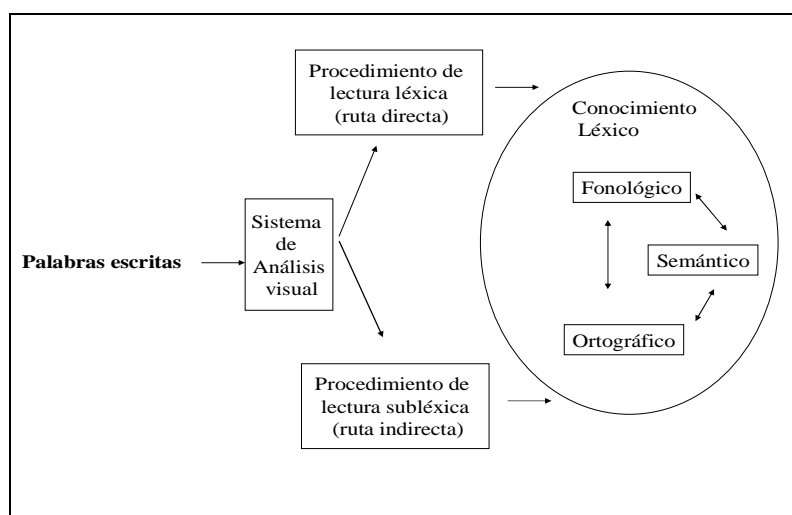 Palabras escritas
Sistema
de
Análisis
visual
Procedimiento de
lectura léxica
(ruta directa)
Procedimiento de
lectura subléxica
(ruta indirecta)
Conocimiento
Léxico
Fonológico
Semántico
Ortográfico